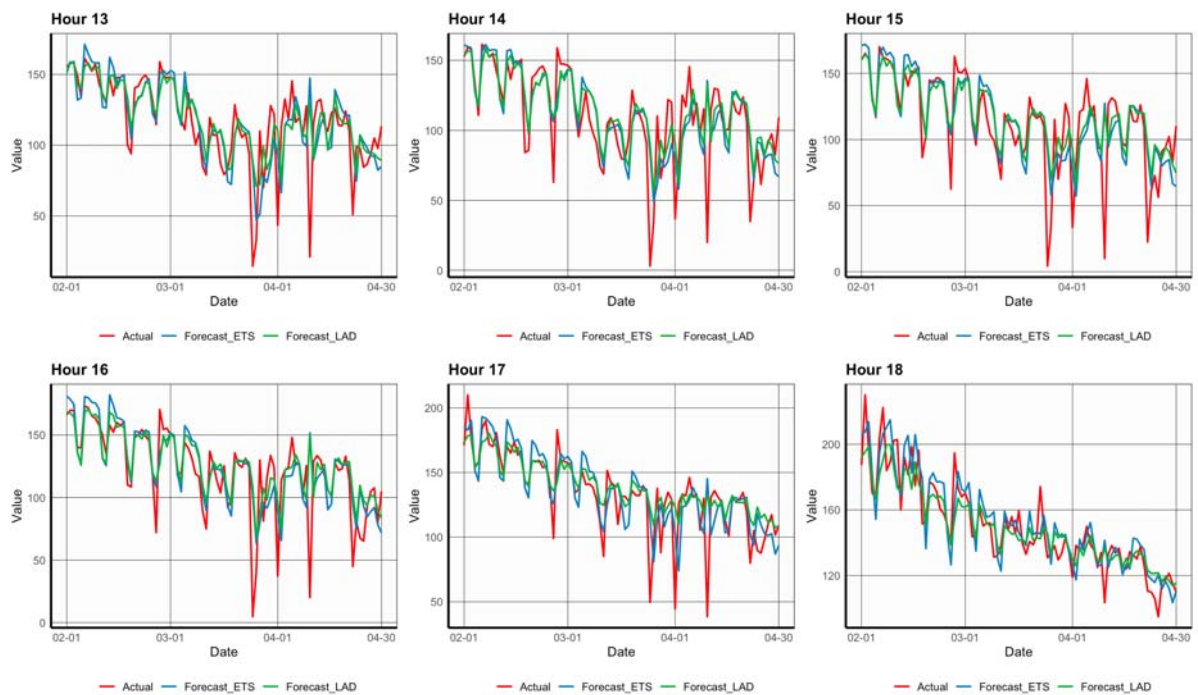 Hour 13
Value
150
100
50
02-01
03-01
04-01
04-30
Date
Actual
Forecast_ETS
Forecast_LAD
Hour 14
Value
150
100
50
0
02-01
03-01
04-01
04-30
Date
Actual
Forecast_ETS
Forecast_LAD
Hour 15
Value
150
100
50
0
02-01
03-01
04-01
04-30
Date
Actual
Forecast_ETS
Forecast_LAD
Hour 16
Value
150
100
50
0
02-01
03-01
04-01
04-30
Date
Actual
Forecast_ETS
Forecast_LAD
Hour 17
Value
200
150
100
50
02-01
03-01
04-01
04-30
Date
Actual
Forecast_ETS
Forecast_LAD
Hour 18
Value
200
160
120
02-01
03-01
04-01
04-30
Date
Actual
Forecast_ETS
Forecast_LAD